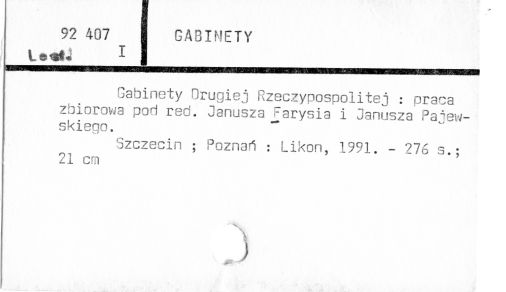 92 407
I
GABINETY
Gabinety Drugiej Rzeczypospolitej : praca
zbiorowa pod red. Janusza Farysia i Janusza Pajew-
skiego.
Szczecin ; Poznań : Likon, 1991. - 276 s.;
21 cm